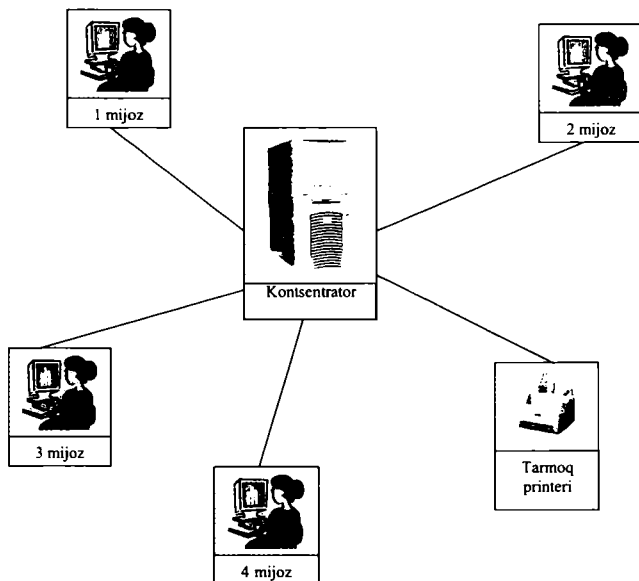 1 mijoz
2 mijoz
Kontsentrator
3 mijoz
Tarmoq
printeri
4 mijoz